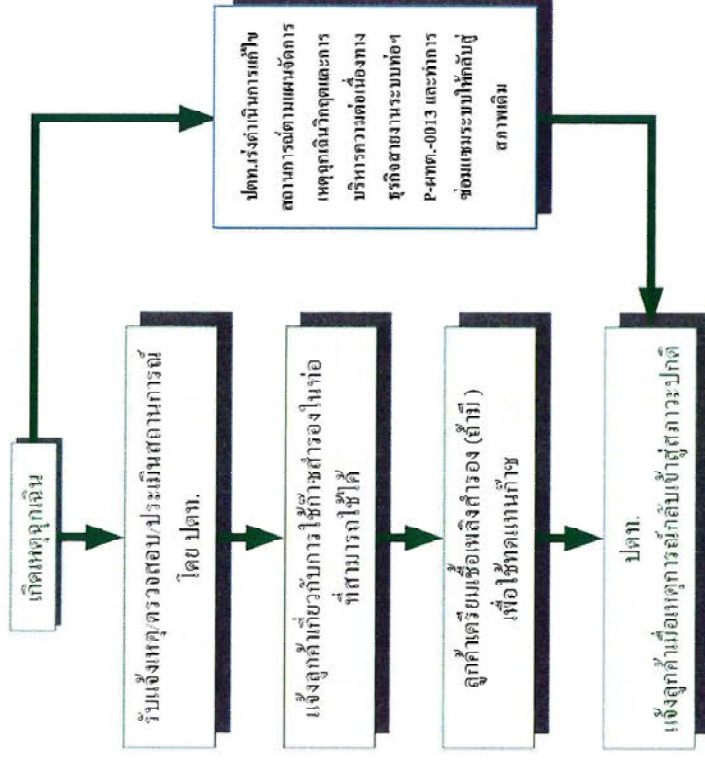 เกิดเหตุฉุกเฉิน
รับแจ้งเหตุ/ตรวจสอบ/ประเมินสถานการณ์
โดย ปตท.
แจ้งลูกค้าเกี่ยวกับการใช้ก๊าซสำรองในท่อ
ที่สามารถใช้ได้
ลูกค้าเตรียมเชื้อเพลิงสำรอง (ถ้ามี )
เพื่อใช้ทดแทนก๊าซ
ปตท.
แจ้งลูกค้าเมื่อเหตุการณ์กลับเข้าสู่สภาวะปกติ
ปตท.เร่งดำเนินการแก้ไข
สถานการณ์ตามแผนจัดการ
เหตุฉุกเฉินวิกฤตและการ
บริหารความต่อเนื่องทาง
ธุรกิจสายงานระบบท่อฯ
P-ผทต.-0013 และทำการ
ซ่อมแซมระบบให้กลับสู่
สภาพเดิม